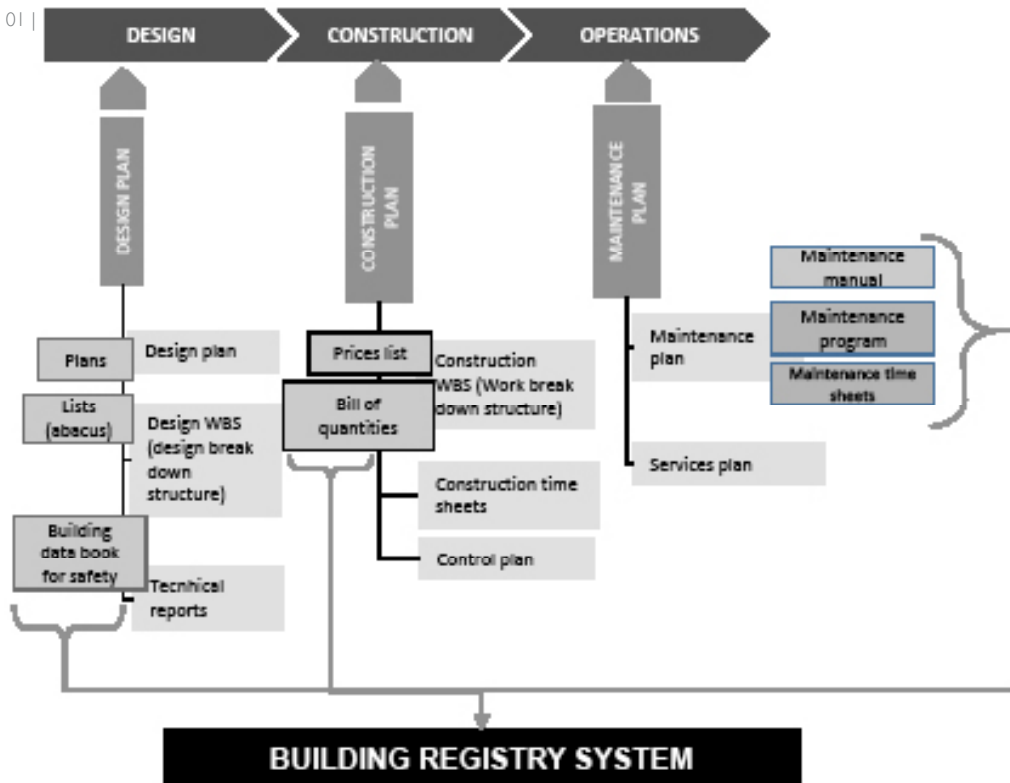 01 |
DESIGN
CONSTRUCTION
OPERATIONS
DESIGN PLAN
CONSTRUCTION
PLAN
MAINTENANCE
PLAN
Plans
Design plan
Lists
(abacus)
Design WBS
(design break
down
structure)
Building
data book
for safety
Tecnhical
reports
Prices list
Construction
WBS (Work break
down structure)
Bill of
quantities
Construction time
sheets
Control plan
Maintenance
plan
Maintenance
manual
Maintenance
program
Maintenance time
sheets
Services plan
BUILDING REGISTRY SYSTEM